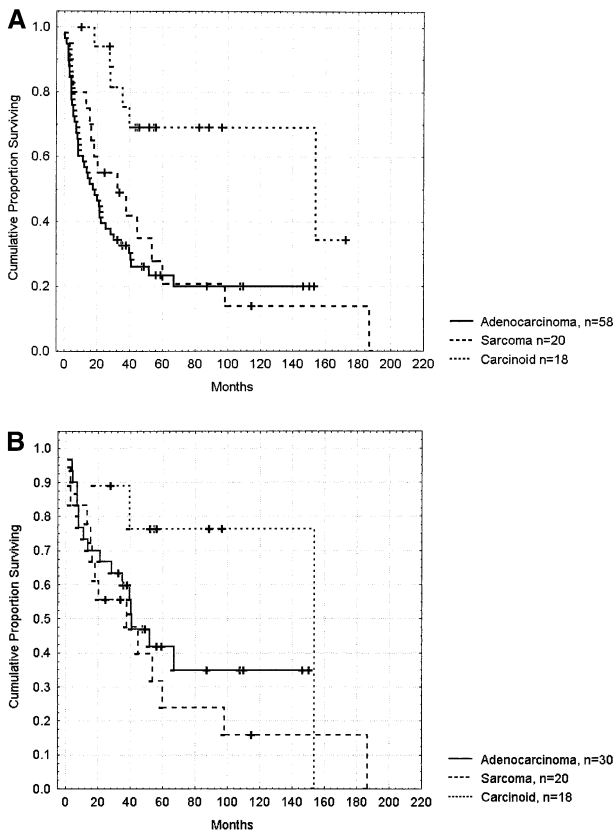 A
Cumulative Proportion Surviving
1.0
0.8
0.6
0.4
0.2
0.0
0 20 40 60 80 100 120 140 160 180 200 220
Months
Adenocarcinoma, n=58
Sarcoma n=20
Carcinoid n=18
B
Cumulative Proportion Surviving
1.0
0.9
0.8
0.7
0.6
0.5
0.4
0.3
0.2
0.1
0.0
0 20 40 60 80 100 120 140 160 180 200 220
Months
Adenocarcinoma, n=30
Sarcoma, n=20
Carcinoid, n=18